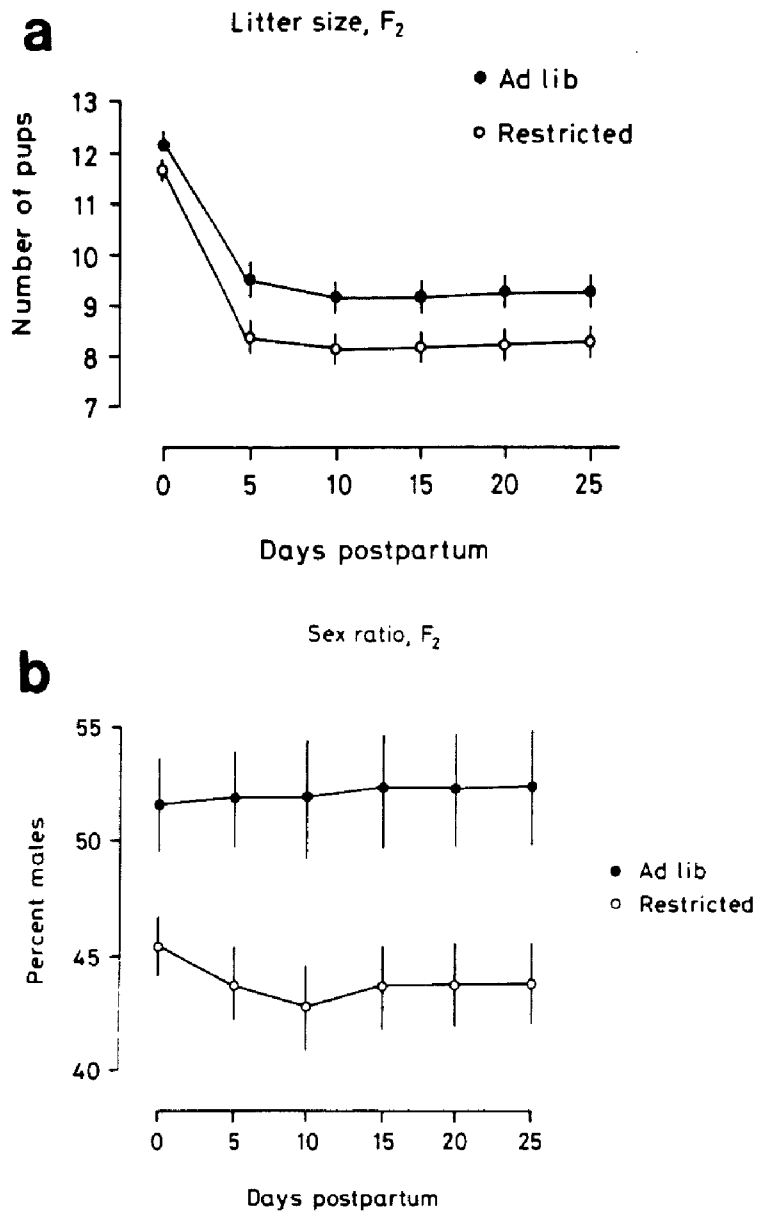 a
Litter size, F₂
Ad lib
Restricted
Number of pups
13
12
11
10
9
8
7
0 5 10 15 20 25
Days postpartum
Sex ratio, F₂
b
Percent males
55
50
45
40
Ad lib
Restricted
0 5 10 15 20 25
Days postpartum